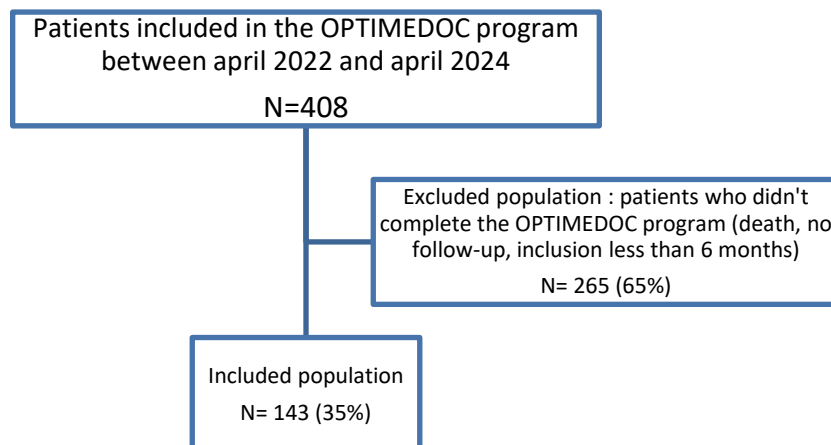 Patients included in the OPTIMEDOC program
between april 2022 and april 2024
N=408
Excluded population : patients who didn't
complete the OPTIMEDOC program (death, no
follow-up, inclusion less than 6 months)
N= 265 (65%)
Included population
N= 143 (35%)